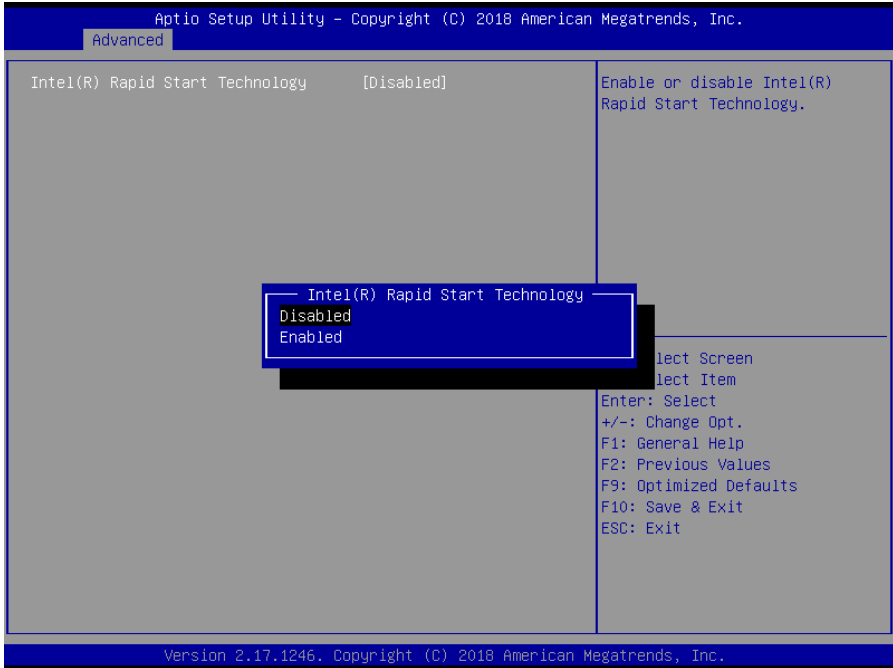 Aptio Setup Utility – Copyright (C) 2018 American Megatrends, Inc.
Advanced
Intel(R) Rapid Start Technology [Disabled]
Enable or disable Intel(R)
Rapid Start Technology.
Intel(R) Rapid Start Technology
Disabled
Enabled
lect Screen
lect Item
Enter: Select
+/-: Change Opt.
F1: General Help
F2: Previous Values
F9: Optimized Defaults
F10: Save & Exit
ESC: Exit
Version 2.17.1246. Copyright (C) 2018 American Megatrends, Inc.